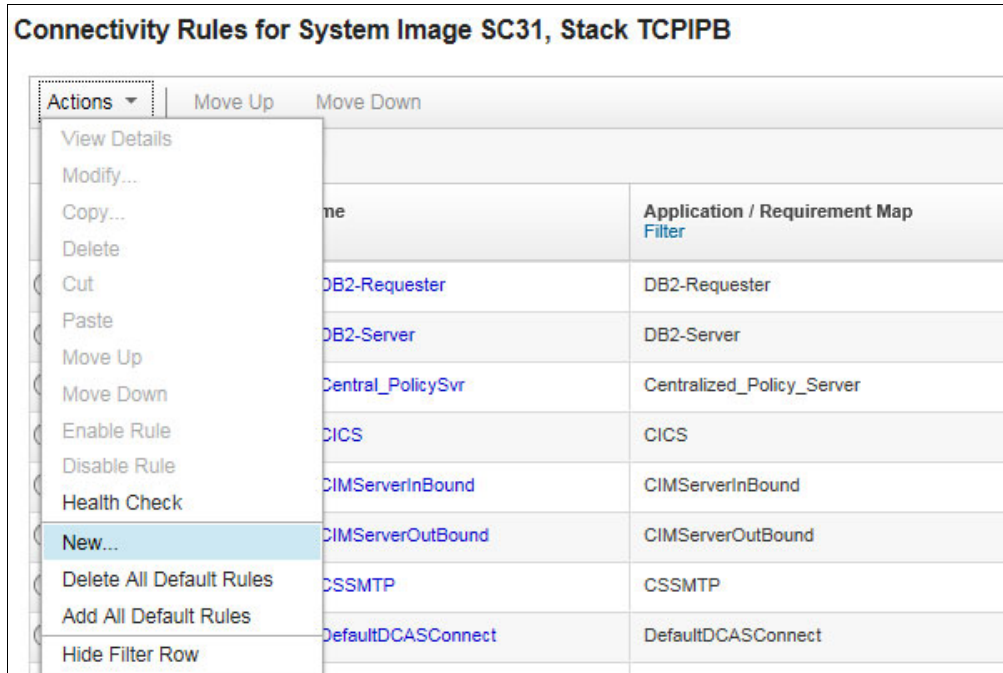 Connectivity Rules for System Image SC31, Stack TCPIPB
Actions Move Up Move Down
View Details
Modify...
Copy...
Delete
Cut
Paste
Move Up
Move Down
Enable Rule
Disable Rule
Health Check
New...
Delete All Default Rules
Add All Default Rules
Hide Filter Row
me Application / Requirement Map
Filter
DB2-Requester DB2-Requester
DB2-Server DB2-Server
Central_PolicySvr Centralized_Policy_Server
CICS CICS
CIMServerInBound CIMServerInBound
CIMServerOutBound CIMServerOutBound
CSSMTP CSSMTP
DefaultDCASConnect DefaultDCASConnect